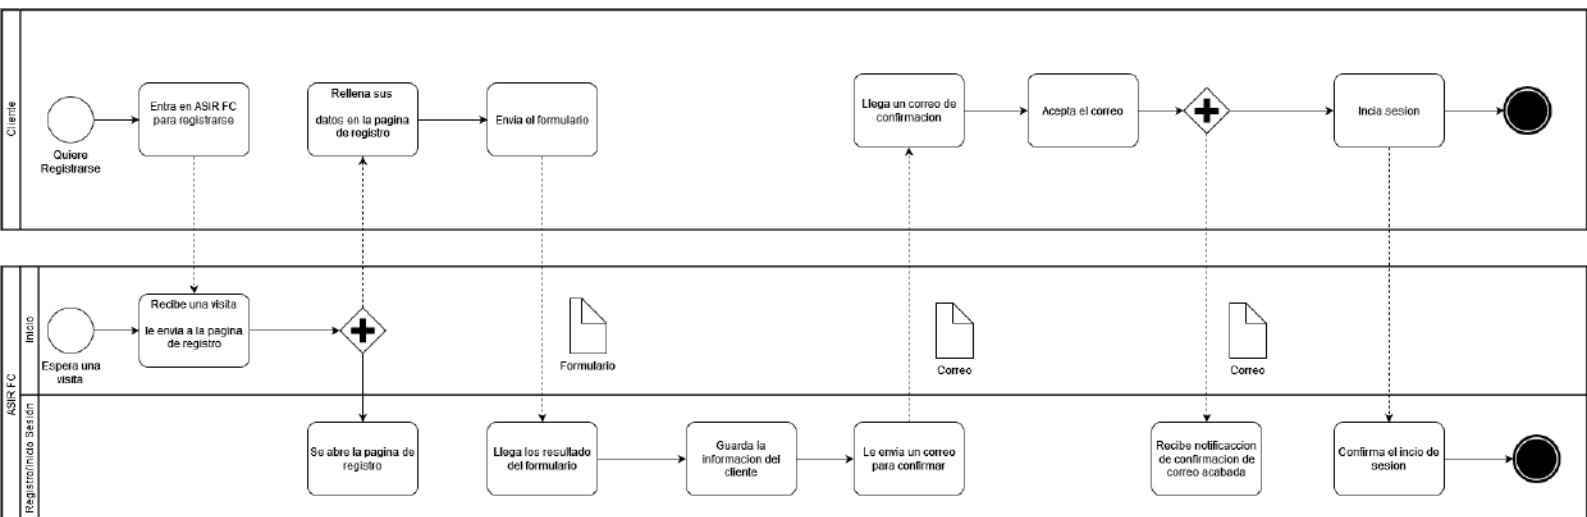 Cliente
Quiere
Registrarse
Entra en ASIR FC
para registrarse
Rellena sus
datos en la pagina
de registro
Envia el formulario
Llega un correo de
confirmacion
Acepta el correo
Incia sesion
ASIR FC
Inicio
Espera una
visita
Recibe una visita
le envia a la pagina
de registro
Formulario
Correo
Correo
Registro/Inicio Sesión
Se abre la pagina de
registro
Llega los resultado
del formulario
Guarda la
informacion del
cliente
Le envia un correo
para confirmar
Recibe notificaccion
de confirmacion de
correo acabada
Confirma el incio de
sesion